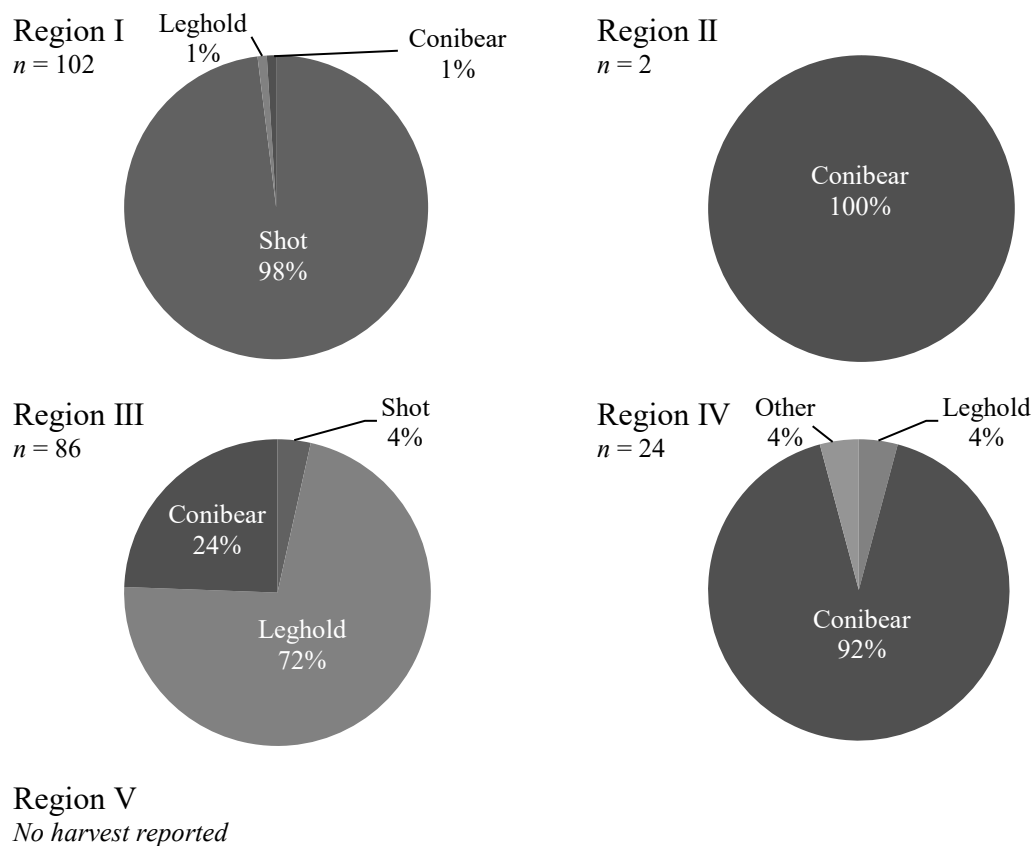 Region I
n = 102
Leghold
1%
Conibear
1%
Shot
98%
Region II
n = 2
Conibear
100%
Region III
n = 86
Shot
4%
Conibear
24%
Leghold
72%
Region IV
n = 24
Other
4%
Leghold
4%
Conibear
92%
Region V
No harvest reported